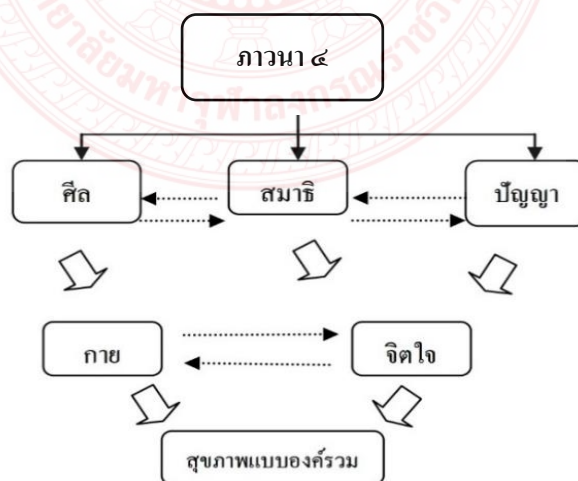 ภาวนา ๔
ศีล
สมาธิ
ปัญญา
กาย
จิตใจ
สุขภาพแบบองค์รวม